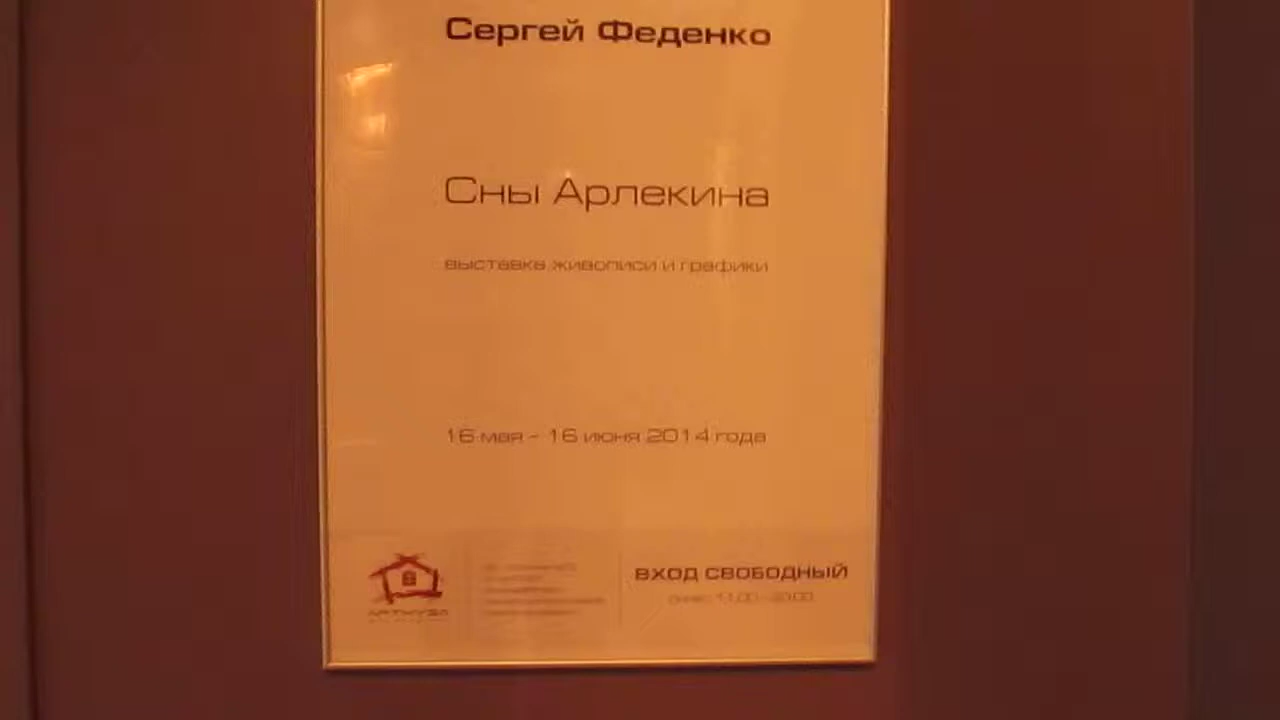 Сергей Феденко
Сны Арлекина
выставка живописи и графики
16 мая - 16 июня 2014 года
ВХОД СВОБОДНЫЙ